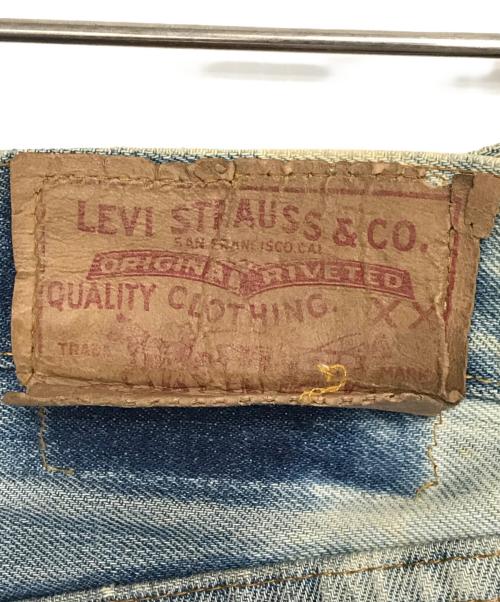 LEVI STRAUSS & CO.
SAN FRANCISCO.CAL
ORIGINAL RIVETED
QUALITY CLOTHING. XX
TRADE MARK